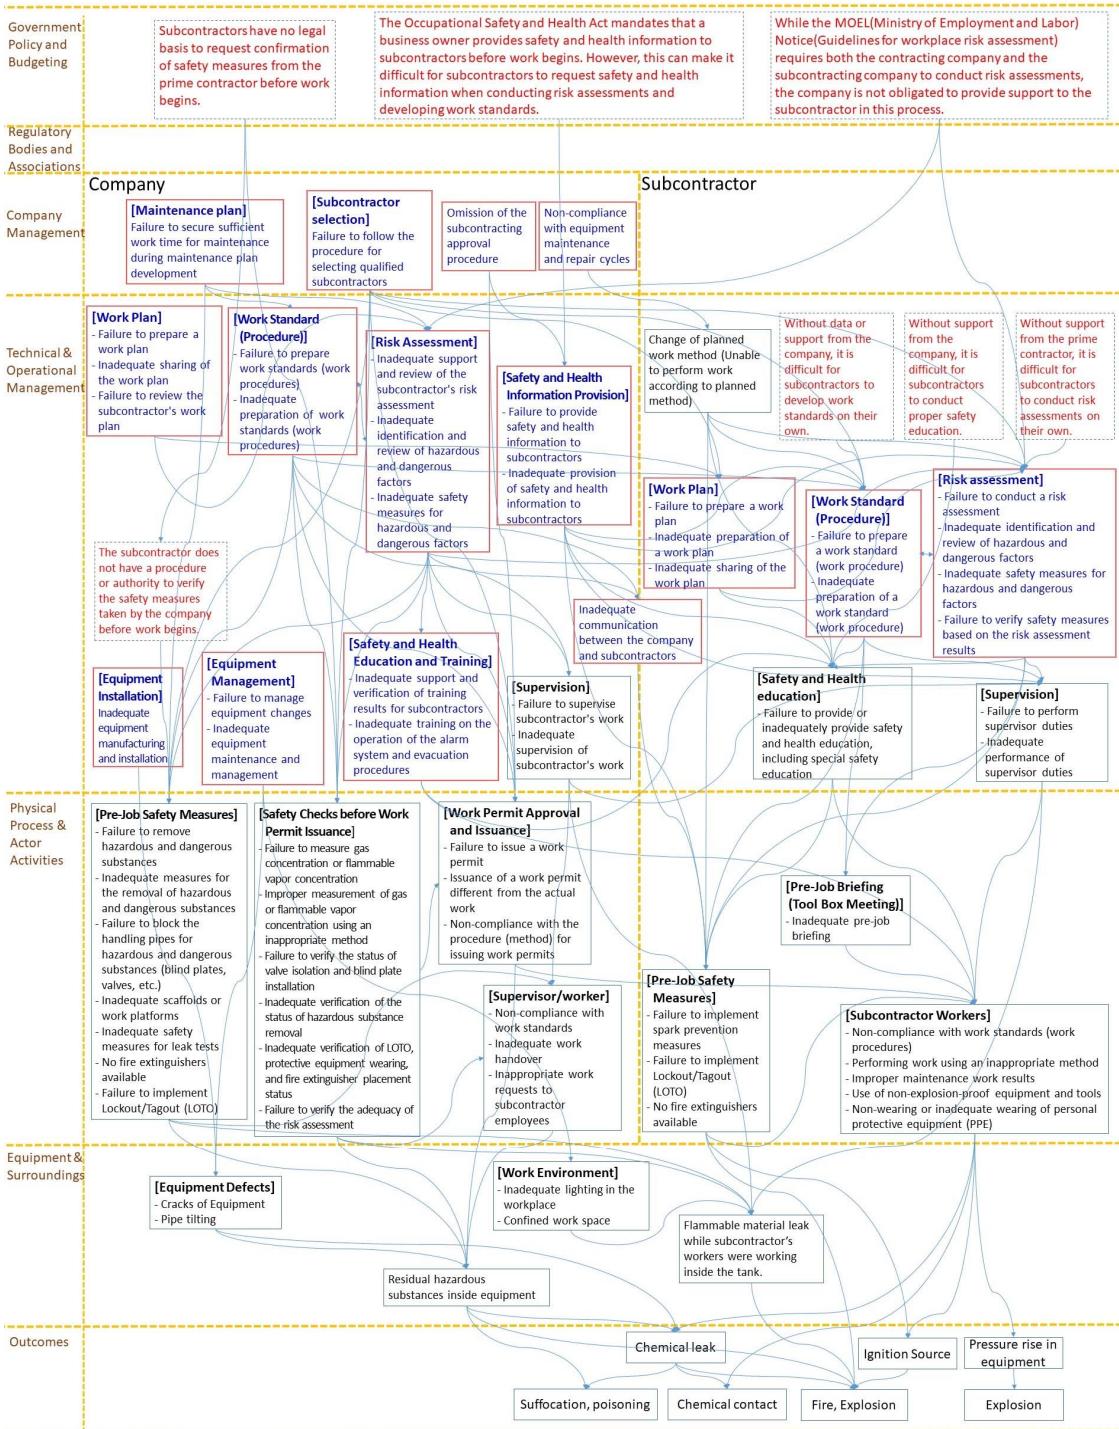 Government
Policy and
Budgeting
Subcontractors have no legal
basis to request confirmation
of safety measures from the
prime contractor before work
begins.
The Occupational Safety and Health Act mandates that a
business owner provides safety and health information to
subcontractors before work begins. However, this can make it
difficult for subcontractors to request safety and health
information when conducting risk assessments and
developing work standards.
While the MOEL(Ministry of Employment and Labor)
Notice(Guidelines for workplace risk assessment)
requires both the contracting company and the
subcontracting company to conduct risk assessments,
the company is not obligated to provide support to the
subcontractor in this process.
Regulatory
Bodies and
Associations
Company
Subcontractor
Company
Management
[Maintenance plan]
Failure to secure sufficient
work time for maintenance
during maintenance plan
development
[Subcontractor
selection]
Failure to follow the
procedure for
selecting qualified
subcontractors
Omission of the
subcontracting
approval
procedure
Non-compliance
with equipment
maintenance
and repair cycles
Technical &
Operational
Management
[Work Plan]
- Failure to prepare a
work plan
- Inadequate sharing of
the work plan
- Failure to review the
subcontractor's work
plan
[Work Standard
(Procedure)]
- Failure to prepare
work standards (work
procedures)
- Inadequate
preparation of work
standards (work
procedures)
[Risk Assessment]
- Inadequate support
and review of the
subcontractor's risk
assessment
- Inadequate
identification and
review of hazardous
and dangerous
factors
- Inadequate safety
measures for
hazardous and
dangerous factors
[Safety and Health
Information Provision]
- Failure to provide
safety and health
information to
subcontractors
- Inadequate provision
of safety and health
information to
subcontractors
Change of planned
work method (Unable
to perform work
according to planned
method)
Without data or
support from the
company, it is
difficult for
subcontractors to
develop work
standards on their
own.
Without support
from the
company, it is
difficult for
subcontractors
to conduct
proper safety
education.
Without support
from the prime
contractor, it is
difficult for
subcontractors
to conduct risk
assessments on
their own.
[Work Plan]
- Failure to prepare a work
plan
- Inadequate preparation of
a work plan
- Inadequate sharing of the
work plan
[Work Standard
(Procedure)]
- Failure to prepare
a work standard
(work procedure)
- Inadequate
preparation of a
work standard
(work procedure)
[Risk assessment]
- Failure to conduct a risk
assessment
- Inadequate identification and
review of hazardous and
dangerous factors
- Inadequate safety measures for
hazardous and dangerous
factors
- Failure to verify safety measures
based on the risk assessment
results
The subcontractor does
not have a procedure
or authority to verify
the safety measures
taken by the company
before work begins.
Inadequate
communication
between the company
and subcontractors
[Equipment
Installation]
Inadequate
equipment
manufacturing
and installation
[Equipment
Management]
- Failure to manage
equipment changes
- Inadequate
equipment
maintenance and
management
[Safety and Health
Education and Training]
- Inadequate support and
verification of training
results for subcontractors
- Inadequate training on the
operation of the alarm
system and evacuation
procedures
[Supervision]
- Failure to supervise
subcontractor's work
- Inadequate
supervision of
subcontractor's work
[Safety and Health
education]
- Failure to provide or
inadequately provide safety
and health education,
including special safety
education
[Supervision]
- Failure to perform
supervisor duties
- Inadequate
performance of
supervisor duties
Physical
Process &
Actor
Activities
[Pre-Job Safety Measures]
- Failure to remove
hazardous and dangerous
substances
- Inadequate measures for
the removal of hazardous
and dangerous substances
- Failure to block the
handling pipes for
hazardous and dangerous
substances (blind plates,
valves, etc.)
- Inadequate scaffolds or
work platforms
- Inadequate safety
measures for leak tests
- No fire extinguishers
available
- Failure to implement
Lockout/Tagout (LOTO)
[Safety Checks before Work
Permit Issuance]
- Failure to measure gas
concentration or flammable
vapor concentration
- Improper measurement of gas
or flammable vapor
concentration using an
inappropriate method
- Failure to verify the status of
valve isolation and blind plate
installation
- Inadequate verification of the
status of hazardous substance
removal
- Inadequate verification of LOTO,
protective equipment wearing,
and fire extinguisher placement
status
- Failure to verify the adequacy of
the risk assessment
[Work Permit Approval
and Issuance]
- Failure to issue a work
permit
- Issuance of a work permit
different from the actual
work
- Non-compliance with the
procedure (method) for
issuing work permits
[Supervisor/worker]
- Non-compliance with
work standards
- Inadequate work
handover
- Inappropriate work
requests to
subcontractor
employees
[Pre-Job Briefing
(Tool Box Meeting)]
- Inadequate pre-job
briefing
[Pre-Job Safety
Measures]
- Failure to implement
spark prevention
measures
- Failure to implement
Lockout/Tagout
(LOTO)
- No fire extinguishers
available
[Subcontractor Workers]
- Non-compliance with work standards (work
procedures)
- Performing work using an inappropriate method
- Improper maintenance work results
- Use of non-explosion-proof equipment and tools
- Non-wearing or inadequate wearing of personal
protective equipment (PPE)
Equipment &
Surroundings
[Equipment Defects]
- Cracks of Equipment
- Pipe tilting
[Work Environment]
- Inadequate lighting in the
workplace
- Confined work space
Flammable material leak
while subcontractor's
workers were working
inside the tank.
Residual hazardous
substances inside equipment
Outcomes
Chemical leak
Ignition Source
Pressure rise in
equipment
Suffocation, poisoning
Chemical contact
Fire, Explosion
Explosion